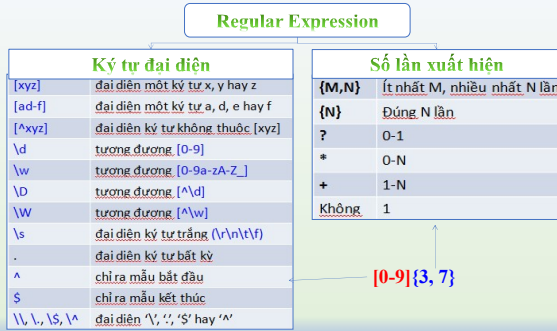 Regular Expression
Ký tự đại diện
[xyz] đại diện một ký tự x, y hay z
[ad-f] đại diện một ký tự a, d, e hay f
[^xyz] đại diện ký tự không thuộc [xyz]
\d tương đương [0-9]
\w tương đương [0-9a-zA-Z_]
\D tương đương [^\d]
\W tương đương [^\w]
\s đại diện ký tự trắng (\r\n\t\f)
. đại diện ký tự bất kỳ
^ chỉ ra mẫu bắt đầu
$ chỉ ra mẫu kết thúc
\\, \., \$, \^ đại diện '\', '.', '$' hay '^'
Số lần xuất hiện
{M,N} Ít nhất M, nhiều nhất N lần
{N} Đúng N lần
? 0-1
* 0-N
+ 1-N
Không 1
[0-9]{3, 7}